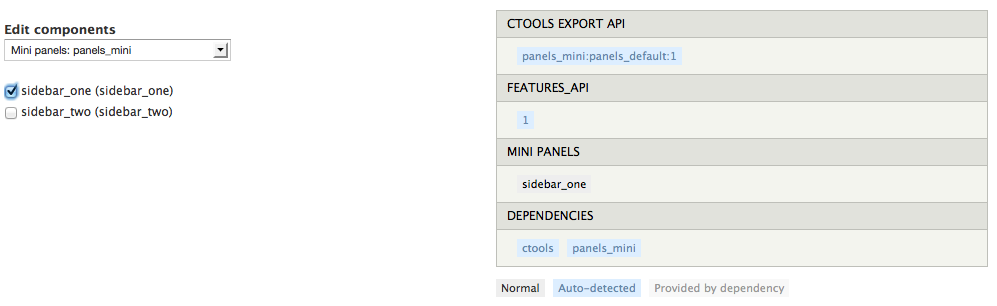 Edit components
Mini panels: panels_mini
sidebar_one (sidebar_one)
sidebar_two (sidebar_two)
CTOOLS EXPORT API
panels_mini:panels_default:1
FEATURES_API
1
MINI PANELS
sidebar_one
DEPENDENCIES
ctools panels_mini
Normal Auto-detected Provided by dependency